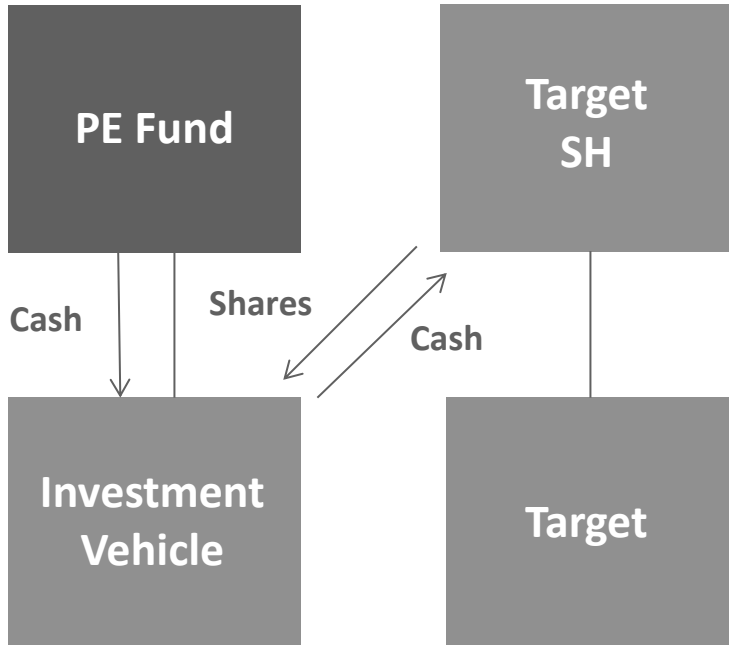 PE Fund
Target
SH
Cash
Shares
Cash
Investment
Vehicle
Target